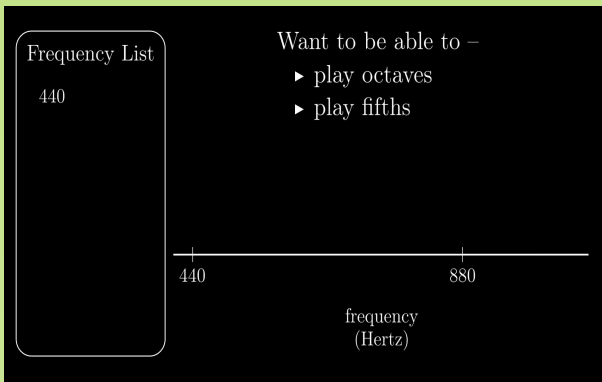 Frequency List
440
Want to be able to –
▸ play octaves
▸ play fifths
440
880
frequency
(Hertz)